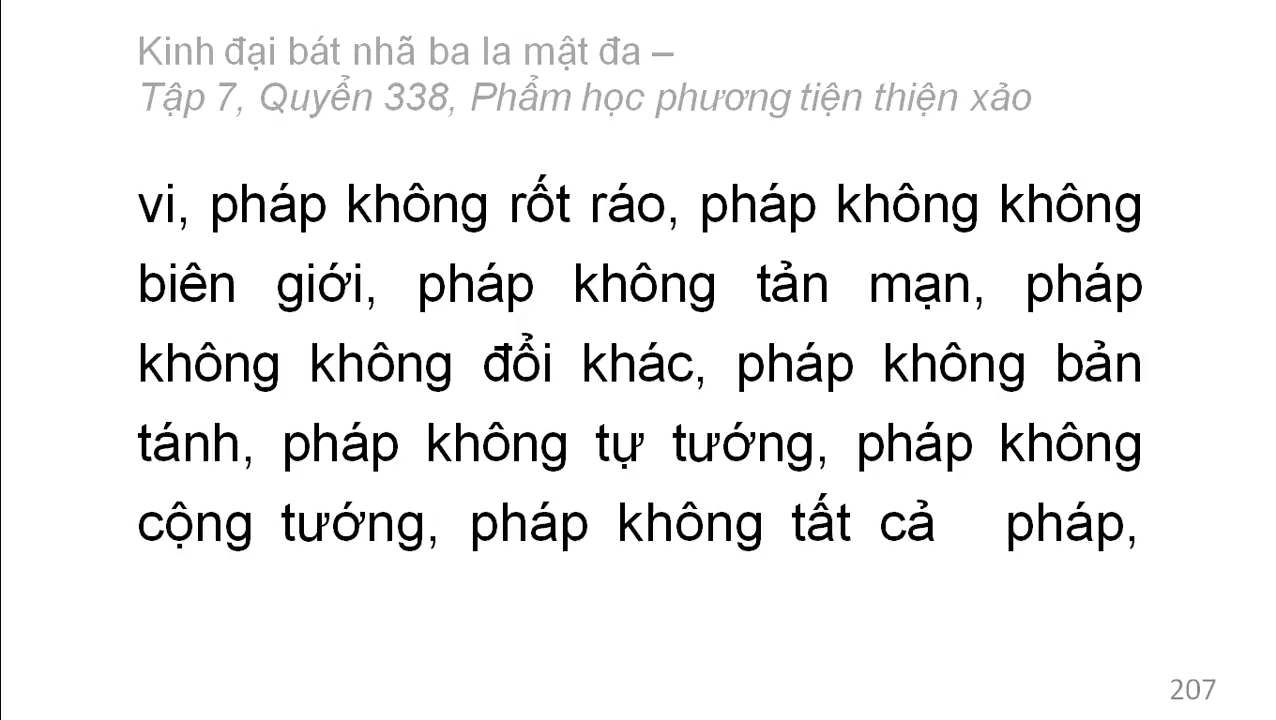 Kinh đại bát nhã ba la mật đa –
Tập 7, Quyển 338, Phẩm học phương tiện thiện xảo
vi, pháp không rốt ráo, pháp không không
biên giới, pháp không tản mạn, pháp
không không đổi khác, pháp không bản
tánh, pháp không tự tướng, pháp không
cộng tướng, pháp không tất cả pháp,
207